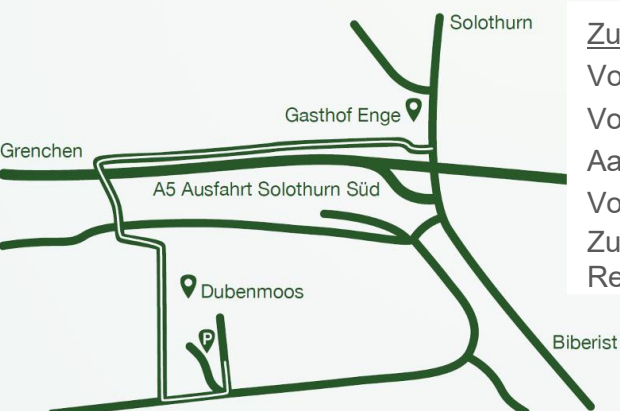 Solothurn
Gasthof Enge
Grenchen
A5 Ausfahrt Solothurn Süd
Dubenmoos
P
Biberist
Zu
Vo
Vo
Aa
Vo
Zu
Re